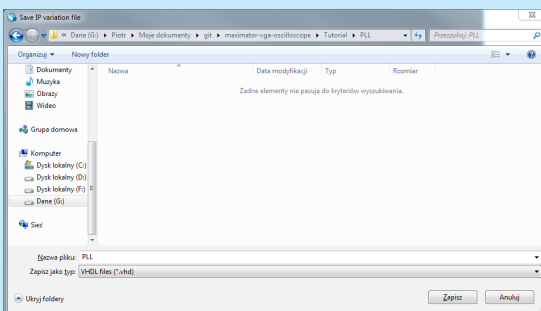 Save IP variation file
« Dane (G:) ▸ Piotr ▸ Moje dokumenty ▸ git ▸ maximator-vga-oscilloscope ▸ Tutorial ▸ PLL
Przeszukaj: PLL
Organizuj ▾ Nowy folder
Dokumenty
Muzyka
Obrazy
Wideo
Grupa domowa
Komputer
Dysk lokalny (C:)
Dysk lokalny (D:)
Dysk lokalny (F:)
Dane (G:)
Sieć
Nazwa Data modyfikacji Typ Rozmiar
Żadne elementy nie pasują do kryteriów wyszukiwania.
Nazwa pliku: PLL
Zapisz jako typ: VHDL files (*.vhd)
Ukryj foldery Zapisz Anuluj